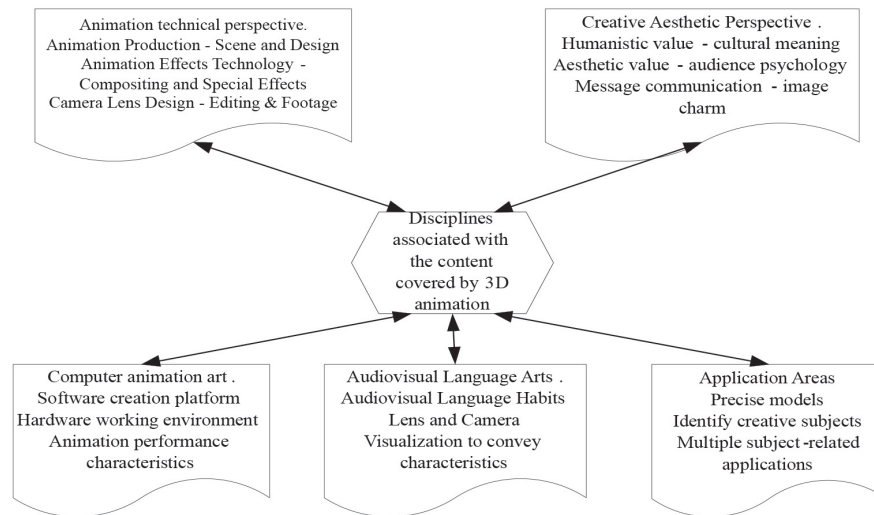 Animation technical perspective.
Animation Production - Scene and Design
Animation Effects Technology -
Compositing and Special Effects
Camera Lens Design - Editing & Footage
Creative Aesthetic Perspective .
Humanistic value - cultural meaning
Aesthetic value - audience psychology
Message communication - image
charm
Disciplines
associated with
the content
covered by 3D
animation
Computer animation art .
Software creation platform
Hardware working environment
Animation performance
characteristics
Audiovisual Language Arts .
Audiovisual Language Habits
Lens and Camera
Visualization to convey
characteristics
Application Areas
Precise models
Identify creative subjects
Multiple subject-related
applications